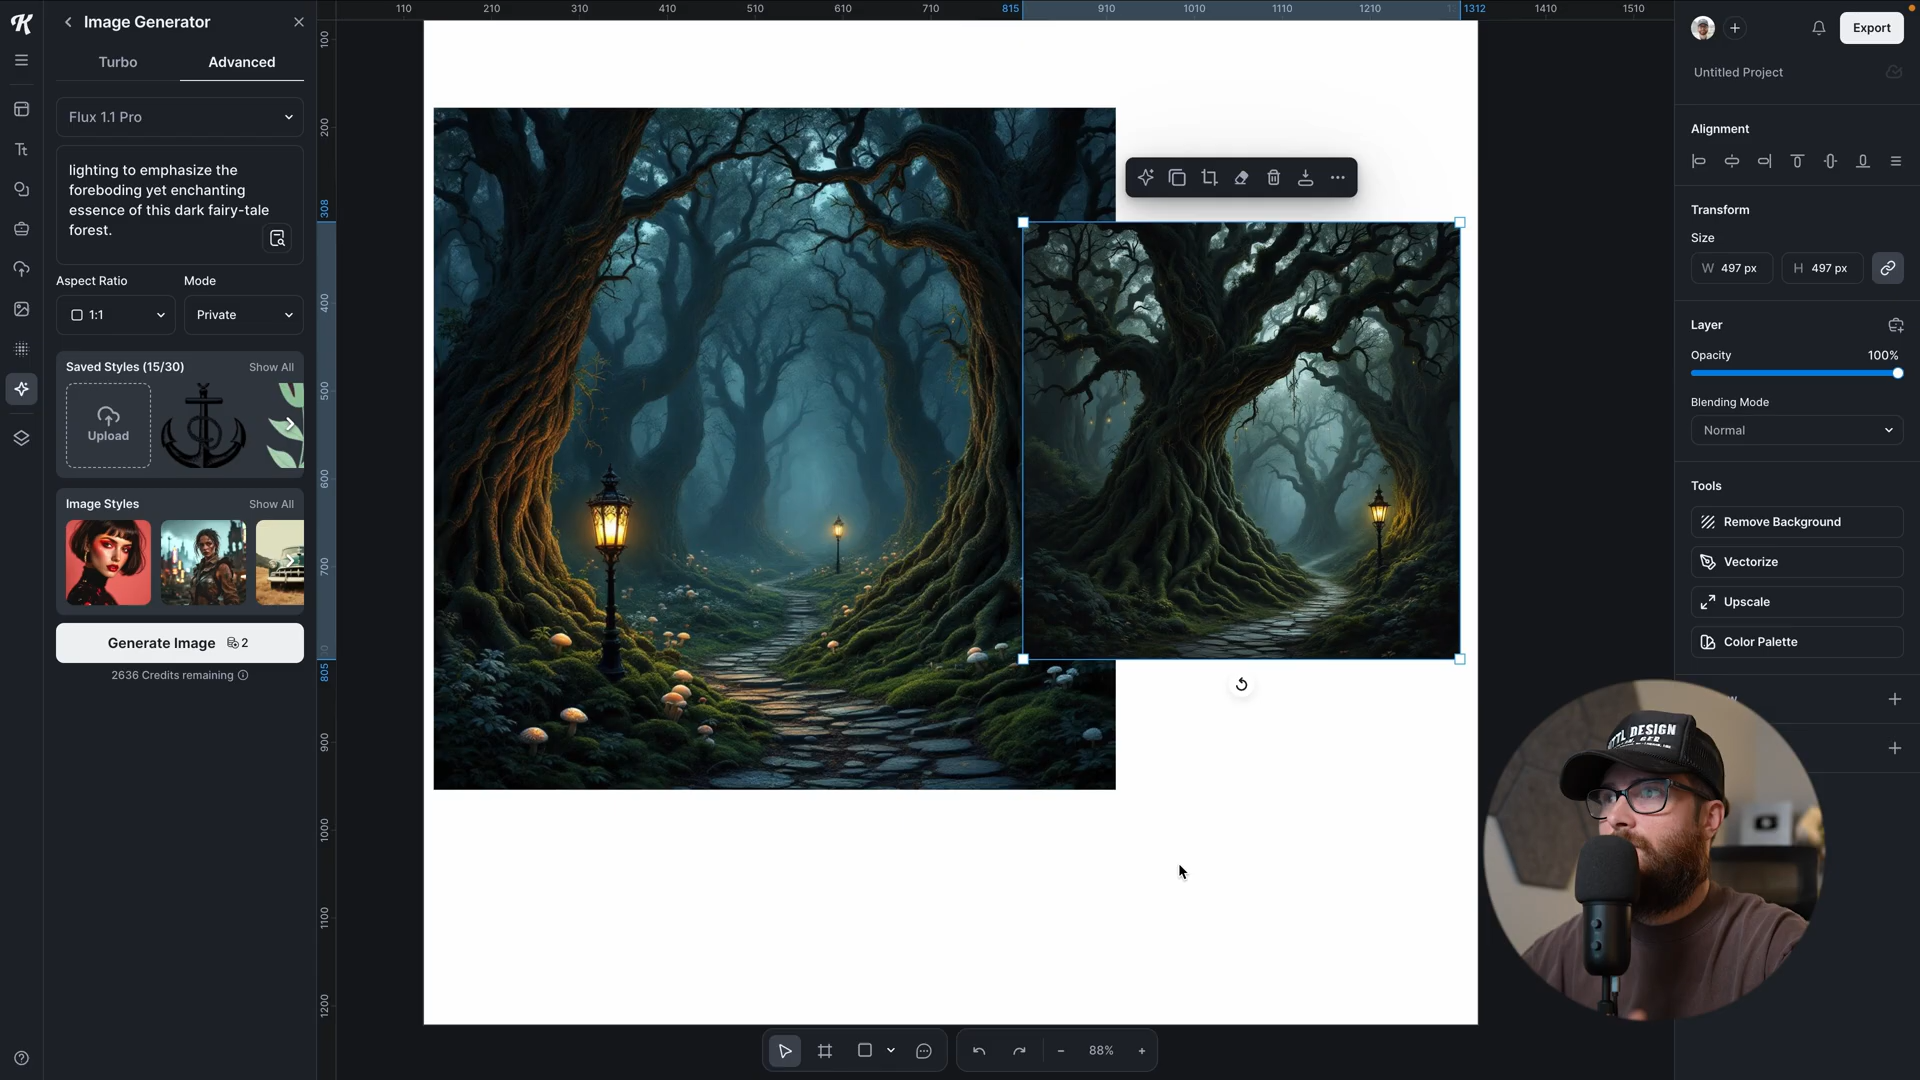 Image Generator
Turbo
Advanced
Flux 1.1 Pro
lighting to emphasize the
foreboding yet enchanting
essence of this dark fairy-tale
forest.
Aspect Ratio
Mode
1:1
Private
Saved Styles (15/30)
Show All
Upload
Image Styles
Show All
Generate Image
2
2636 Credits remaining
110
210
310
410
510
610
710
815
910
1010
1110
1210
1312
1410
1510
100
200
308
400
500
600
700
805
900
1000
1100
1200
88%
Export
Untitled Project
Alignment
Transform
Size
W 497 px
H 497 px
Layer
Opacity
100%
Blending Mode
Normal
Tools
Remove Background
Vectorize
Upscale
Color Palette
DESIGN